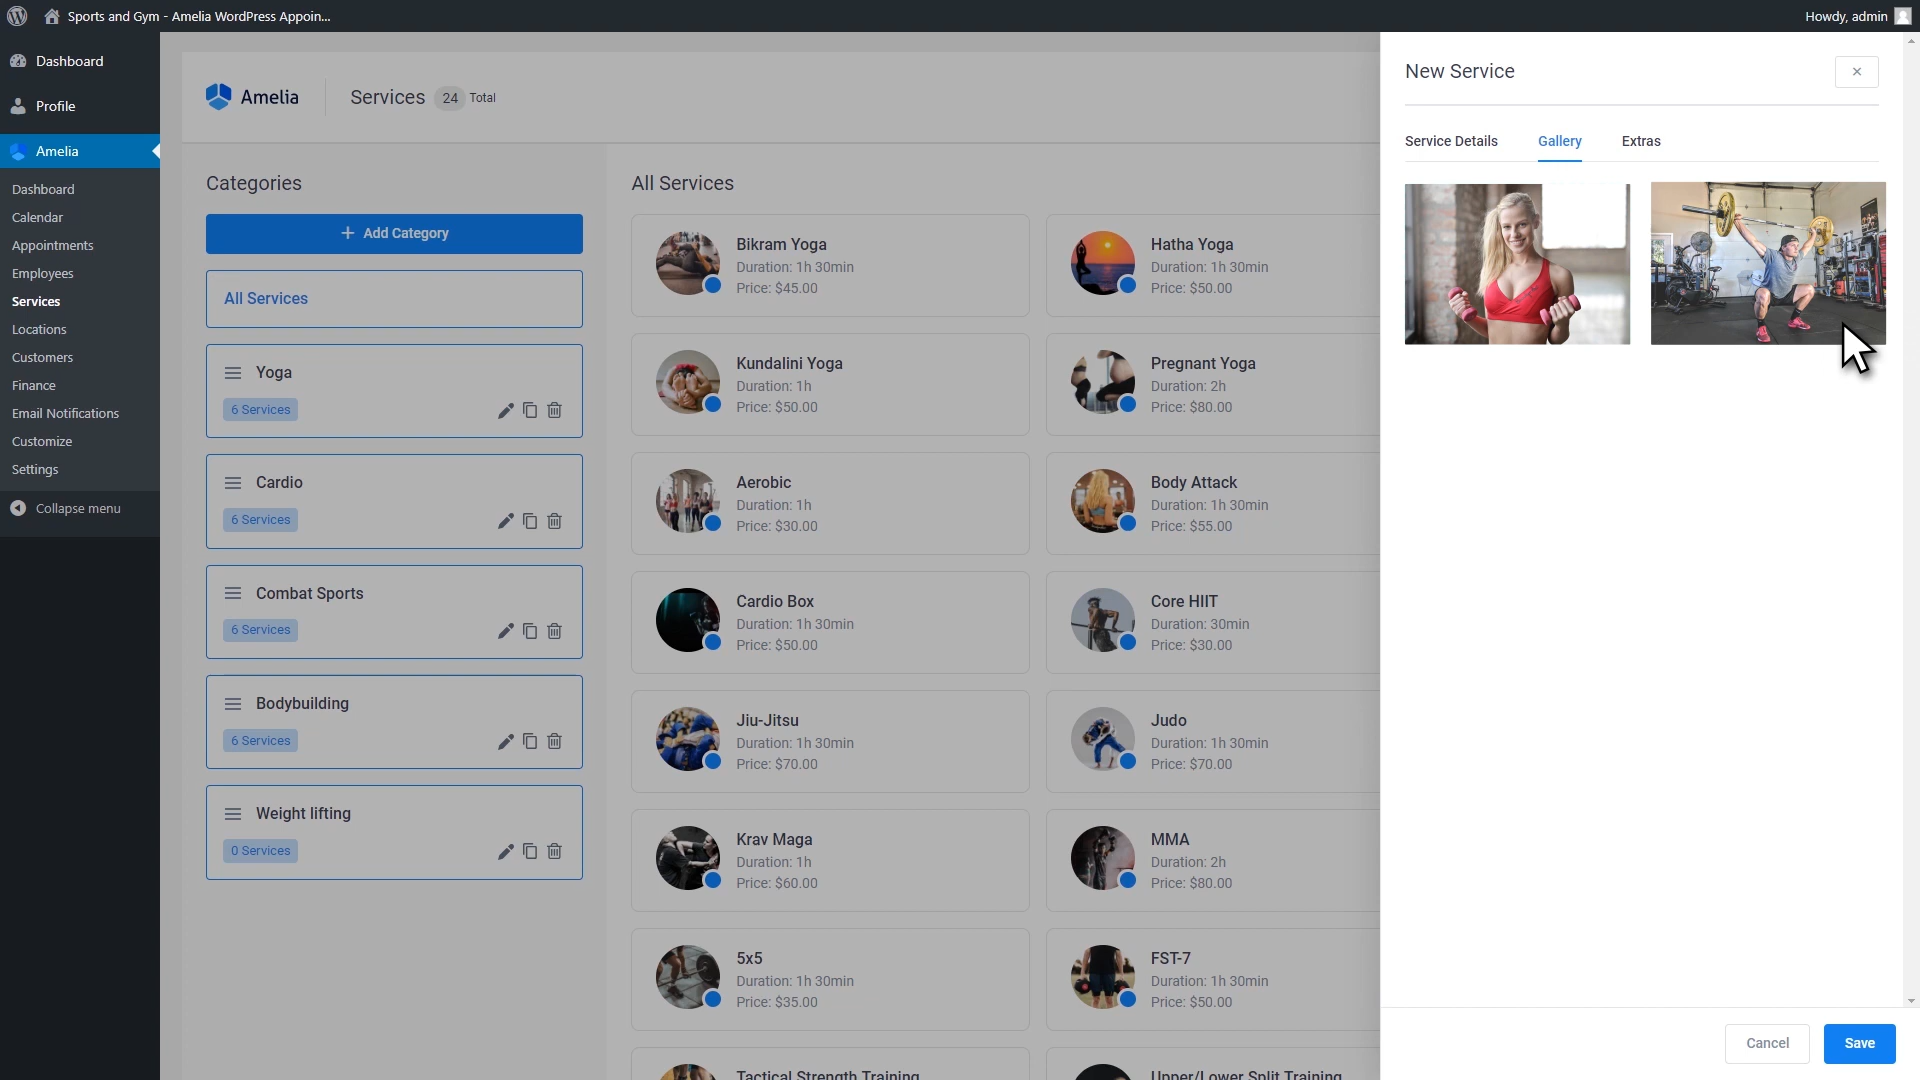 Sports and Gym - Amelia WordPress Appoin...
Howdy, admin
Dashboard
Profile
Amelia
Dashboard
Calendar
Appointments
Employees
Services
Locations
Customers
Finance
Email Notifications
Customize
Settings
Collapse menu
Amelia
Services 24 Total
Categories
Add Category
All Services
Yoga
6 Services
Cardio
6 Services
Combat Sports
6 Services
Bodybuilding
6 Services
Weight lifting
0 Services
All Services
Bikram Yoga
Duration: 1h 30min
Price: $45.00
Hatha Yoga
Duration: 1h 30min
Price: $50.00
Kundalini Yoga
Duration: 1h
Price: $50.00
Pregnant Yoga
Duration: 2h
Price: $80.00
Aerobic
Duration: 1h
Price: $30.00
Body Attack
Duration: 1h 30min
Price: $55.00
Cardio Box
Duration: 1h 30min
Price: $50.00
Core HIIT
Duration: 30min
Price: $30.00
Jiu-Jitsu
Duration: 1h 30min
Price: $70.00
Judo
Duration: 1h 30min
Price: $70.00
Krav Maga
Duration: 1h
Price: $60.00
MMA
Duration: 2h
Price: $80.00
5x5
Duration: 1h 30min
Price: $35.00
FST-7
Duration: 1h 30min
Price: $50.00
Tactical Strength Training
Upper/Lower Split Training
New Service
Service Details
Gallery
Extras
Cancel
Save